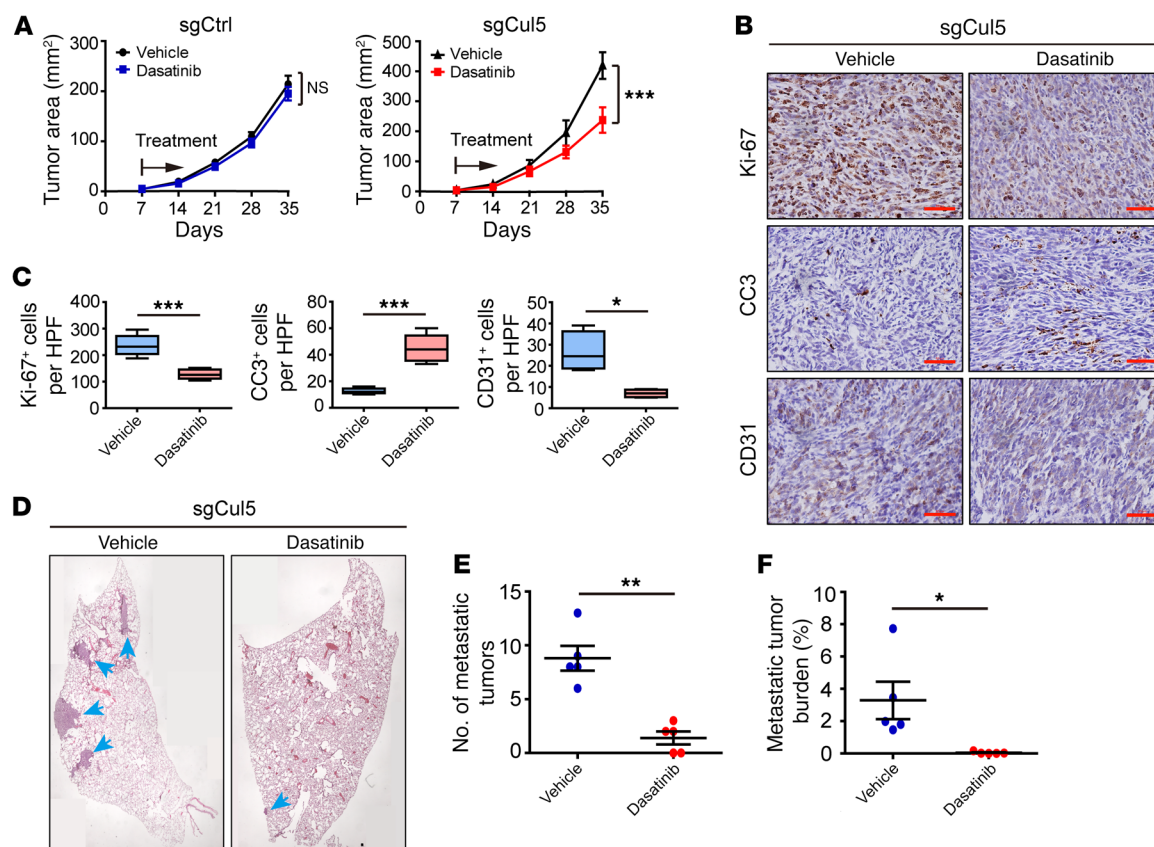 A
sgCtrl
Tumor area (mm²)
300
200
100
0
Vehicle
Dasatinib
NS
Treatment
0 7 14 21 28 35
Days
sgCul5
Tumor area (mm²)
500
400
300
200
100
0
Vehicle
Dasatinib
***
Treatment
0 7 14 21 28 35
Days
B
sgCul5
Vehicle Dasatinib
Ki-67
CC3
CD31
C
Ki-67⁺ cells
per HPF
400
300
200
100
0
***
Vehicle
Dasatinib
CC3⁺ cells
per HPF
80
60
40
20
0
***
Vehicle
Dasatinib
CD31⁺ cells
per HPF
50
40
30
20
10
0
*
Vehicle
Dasatinib
D
sgCul5
Vehicle Dasatinib
E
No. of metastatic
tumors
15
10
5
0
**
Vehicle
Dasatinib
F
Metastatic tumor
burden (%)
10
8
6
4
2
0
*
Vehicle
Dasatinib